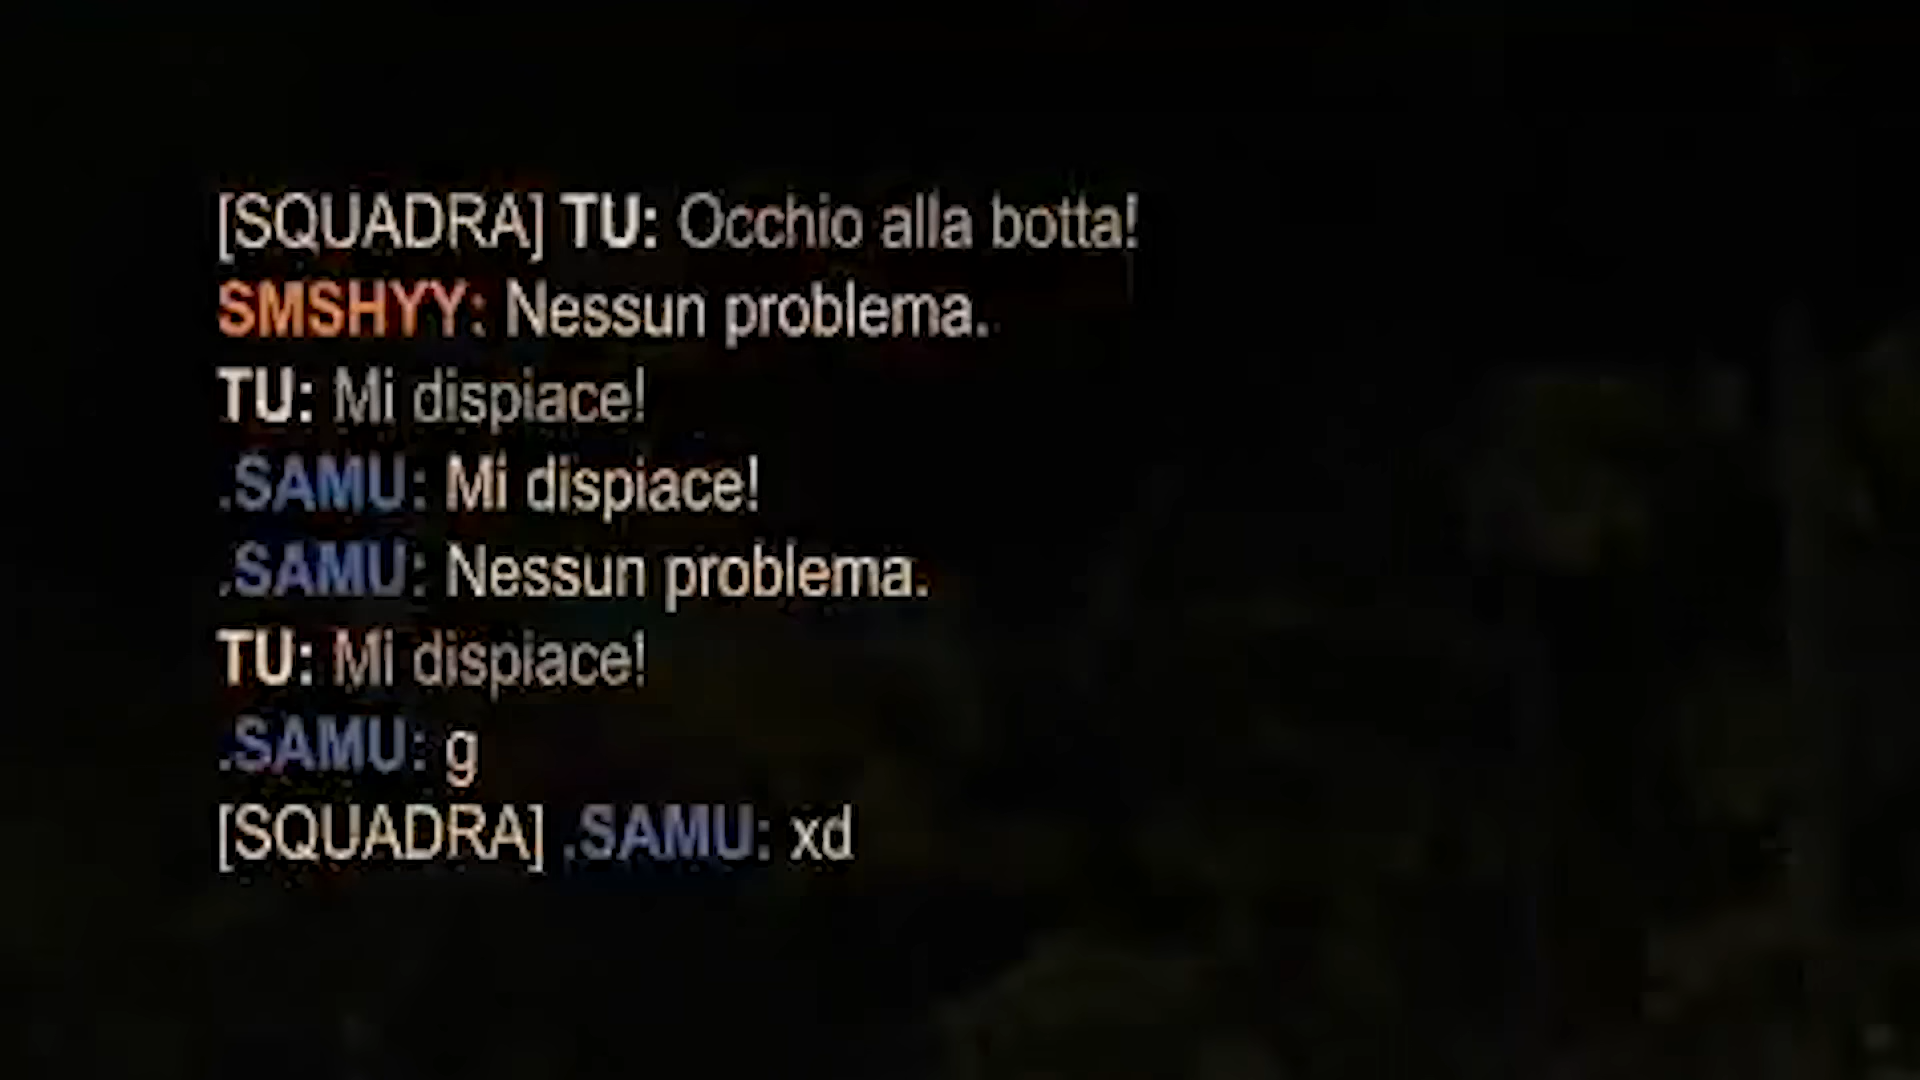 [SQUADRA] TU: Occhio alla botta!
SMSHYY: Nessun problema.
TU: Mi dispiace!
.SAMU: Mi dispiace!
.SAMU: Nessun problema.
TU: Mi dispiace!
.SAMU: g
[SQUADRA] .SAMU: xd